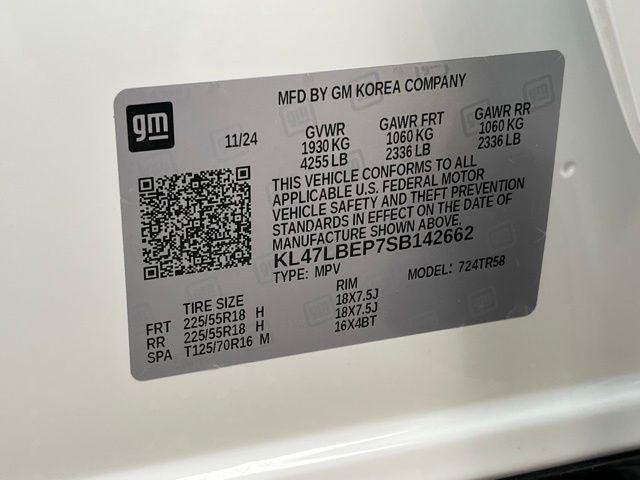 MFD BY GM KOREA COMPANY
gm
11/24
GVWR
1930 KG
4255 LB
GAWR FRT
1060 KG
2336 LB
GAWR RR
1060 KG
2336 LB
THIS VEHICLE CONFORMS TO ALL
APPLICABLE U.S. FEDERAL MOTOR
VEHICLE SAFETY AND THEFT PREVENTION
STANDARDS IN EFFECT ON THE DATE OF
MANUFACTURE SHOWN ABOVE.
KL47LBEP7SB142662
TYPE: MPV MODEL: 724TR58
TIRE SIZE RIM
FRT 225/55R18 H 18X7.5J
RR 225/55R18 H 18X7.5J
SPA T125/70R16 M 16X4BT